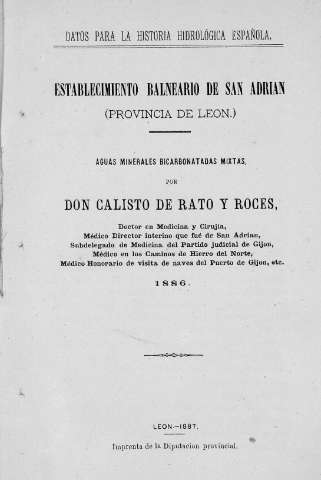 DATOS PARA LA HISTORIA HIDROLÓGICA ESPAÑOLA.
ESTABLECIMIENTO BALNEARIO DE SAN ADRIAN
(PROVINCIA DE LEON.)
AGUAS MINERALES BICARBONATADAS MIXTAS,
POR
DON CALISTO DE RATO Y ROCES,
Doctor en Medicina y Cirujía,
Médico Director interino que fué de San Adrian,
Subdelegado de Medicina del Partido judicial de Gijon,
Médico en los Caminos de Hierro del Norte,
Médico Honorario de visita de naves del Puerto de Gijon, etc.
1886.
LEON.—1887.
Imprenta de la Diputacion provincial.